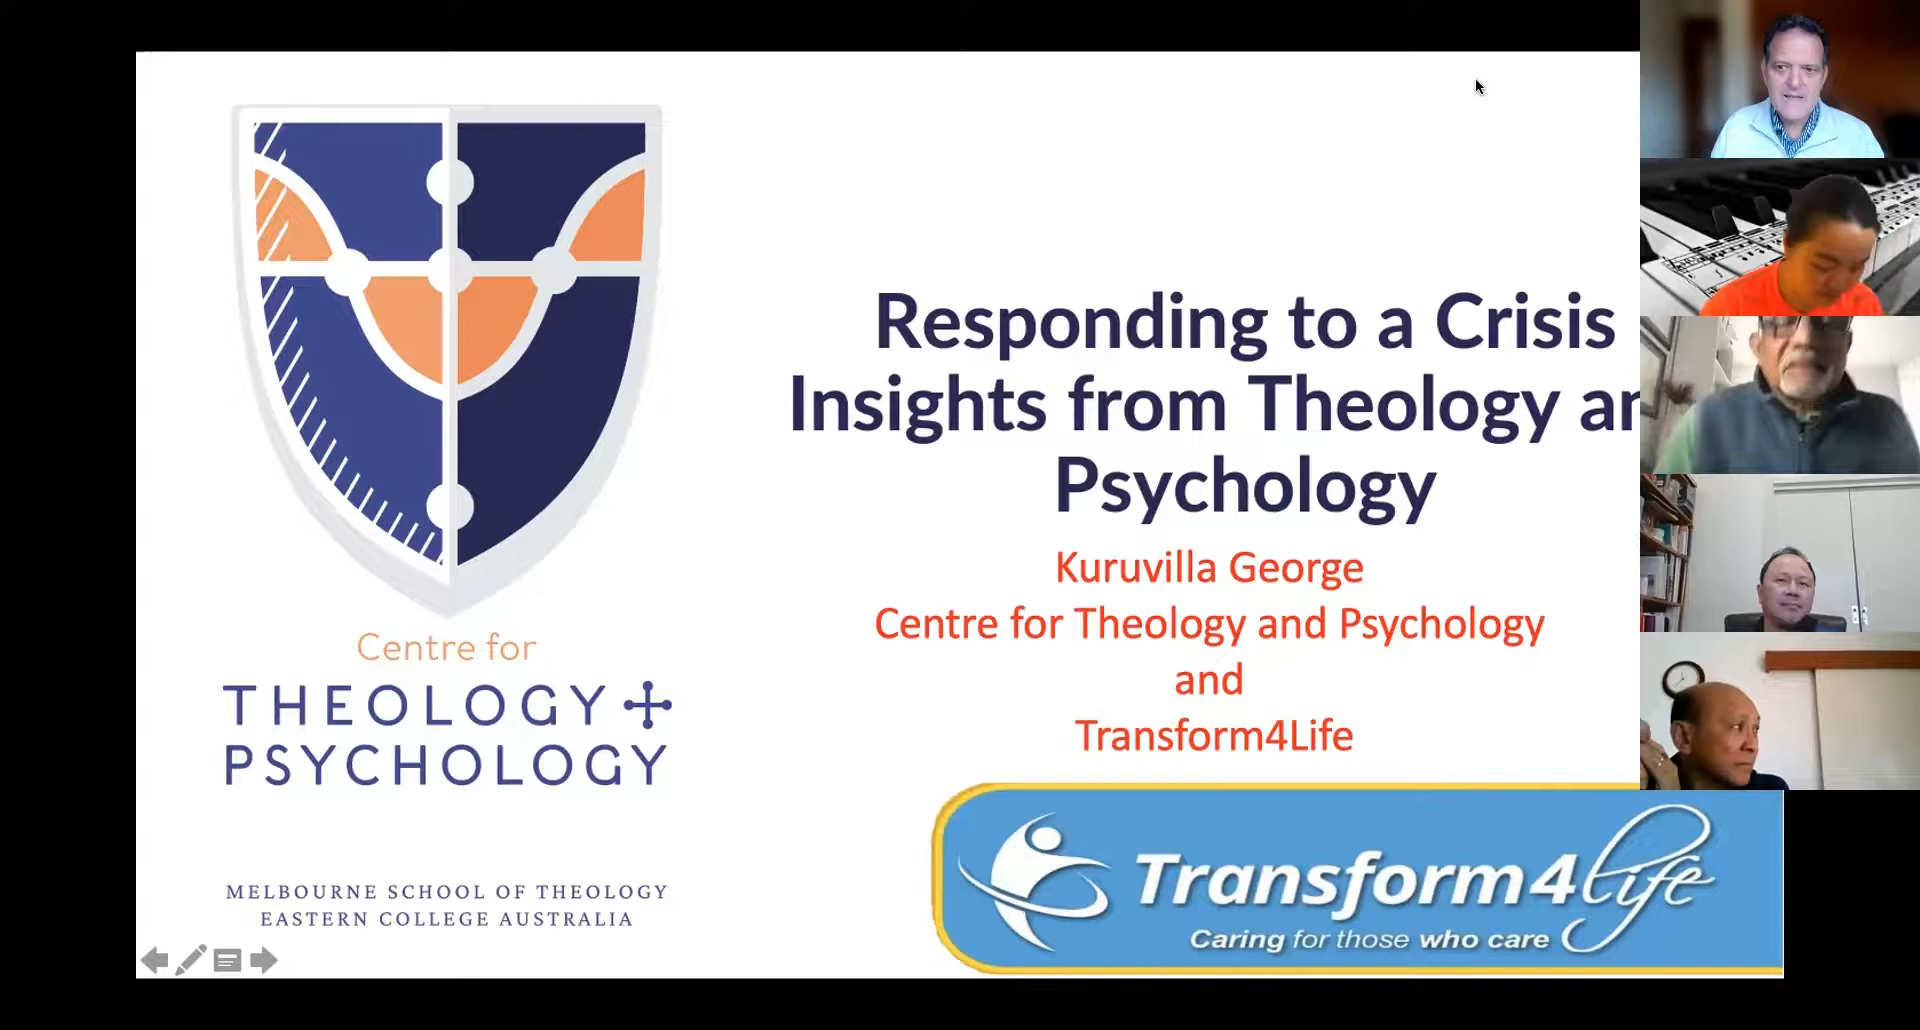 Responding to a Crisis
Insights from Theology an
Psychology
Kuruvilla George
Centre for Theology and Psychology
and
Transform4Life
Centre for
THEOLOGY +
PSYCHOLOGY
MELBOURNE SCHOOL OF THEOLOGY
EASTERN COLLEGE AUSTRALIA
Transform4life
Caring for those who care